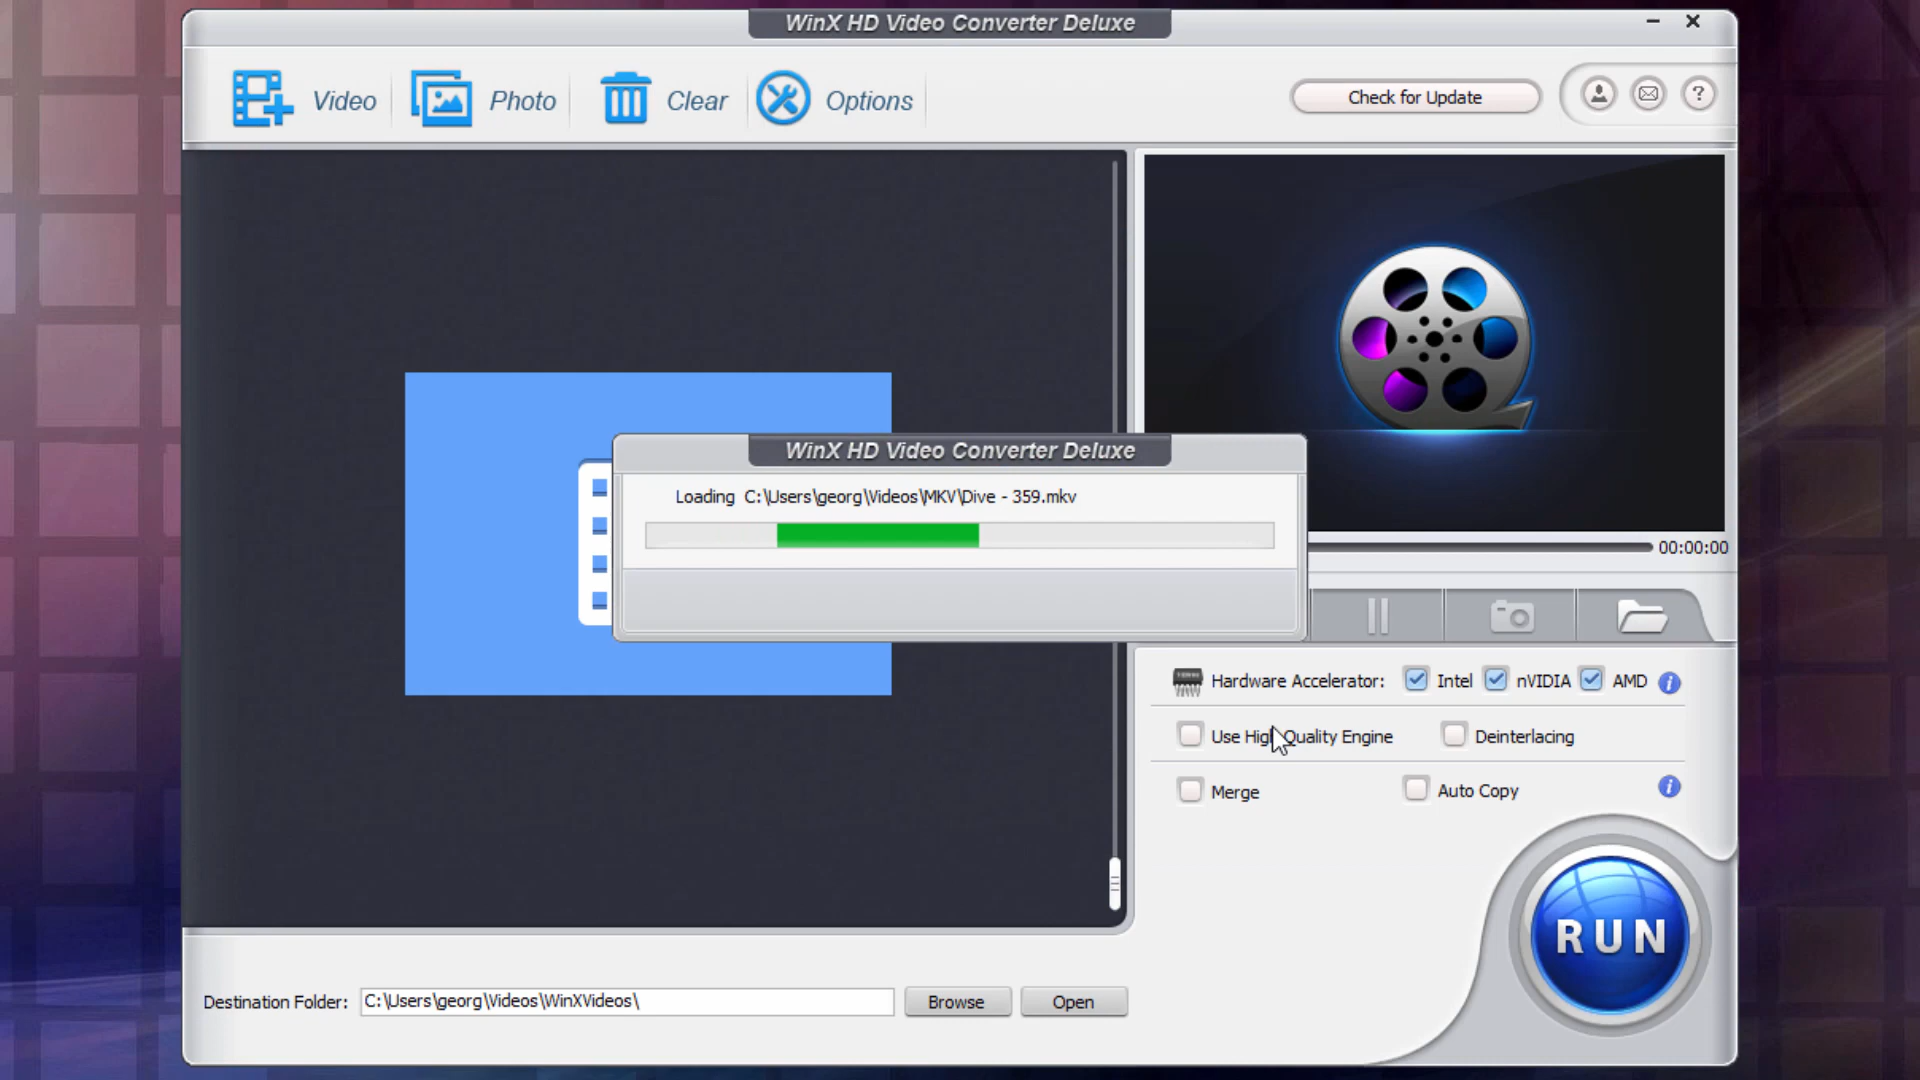 WinX HD Video Converter Deluxe
Video
Photo
Clear
Options
Check for Update
?
WinX HD Video Converter Deluxe
Loading C:\Users\georg\Videos\MKV\Dive - 359.mkv
00:00:00
Hardware Accelerator:
Intel
nVIDIA
AMD
i
Use High Quality Engine
Deinterlacing
Merge
Auto Copy
i
RUN
Destination Folder:
C:\Users\georg\Videos\WinXVideos\
Browse
Open